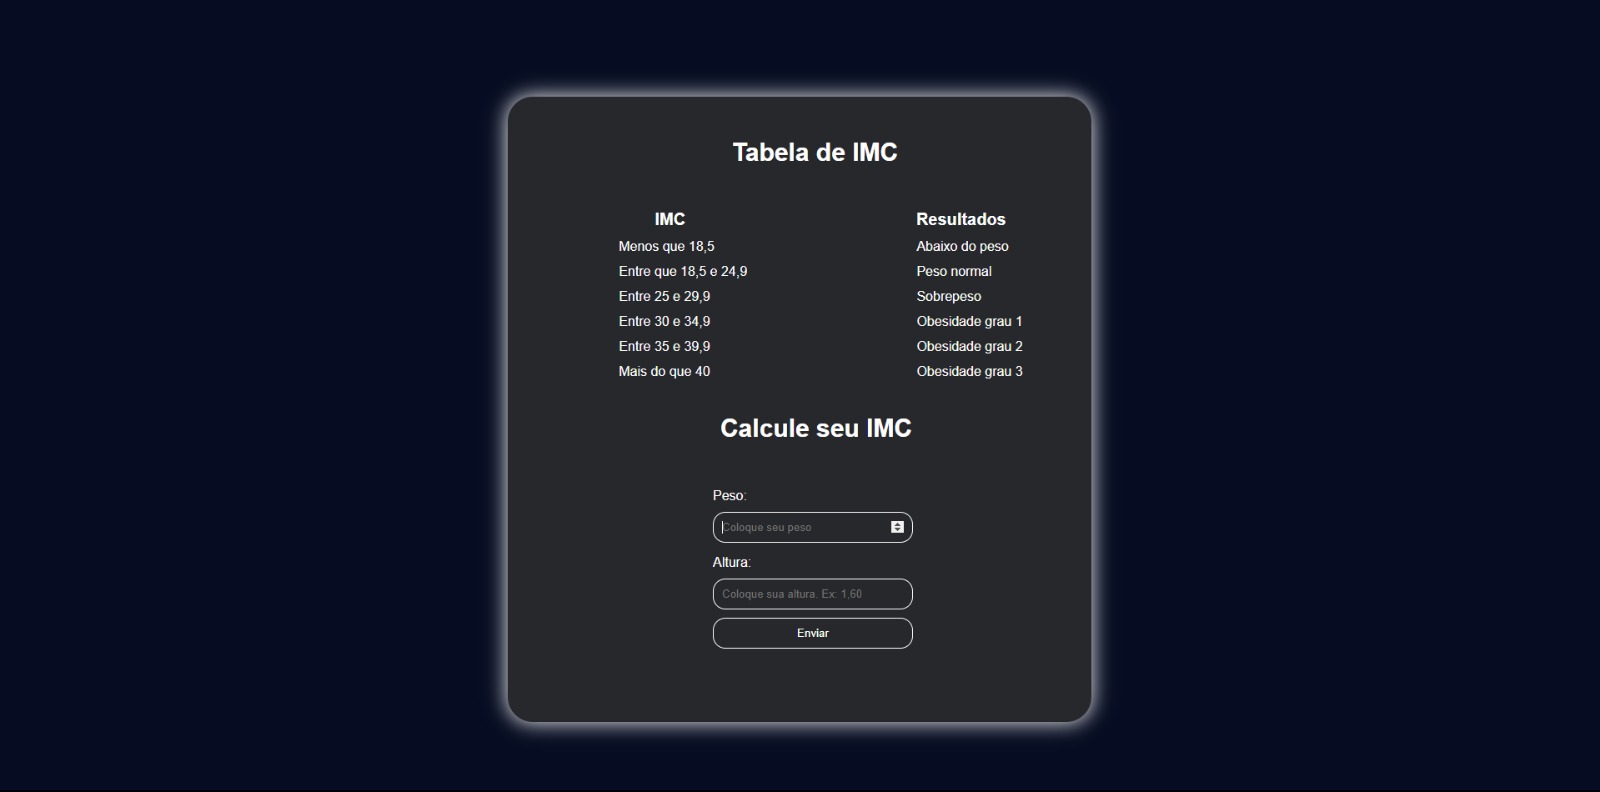 Tabela de IMC
IMC Resultados
Menos que 18,5 Abaixo do peso
Entre que 18,5 e 24,9 Peso normal
Entre 25 e 29,9 Sobrepeso
Entre 30 e 34,9 Obesidade grau 1
Entre 35 e 39,9 Obesidade grau 2
Mais do que 40 Obesidade grau 3
Calcule seu IMC
Peso:
Coloque seu peso
Altura:
Coloque sua altura. Ex: 1,60
Enviar